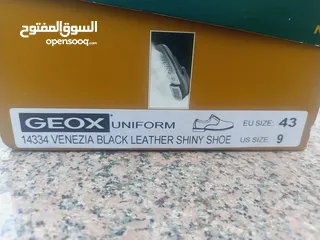 السوق المفتوح
opensooq.com
GEOX UNIFORM
EU SIZE: 43
14334 VENEZIA BLACK LEATHER SHINY SHOE
US SIZE: 9